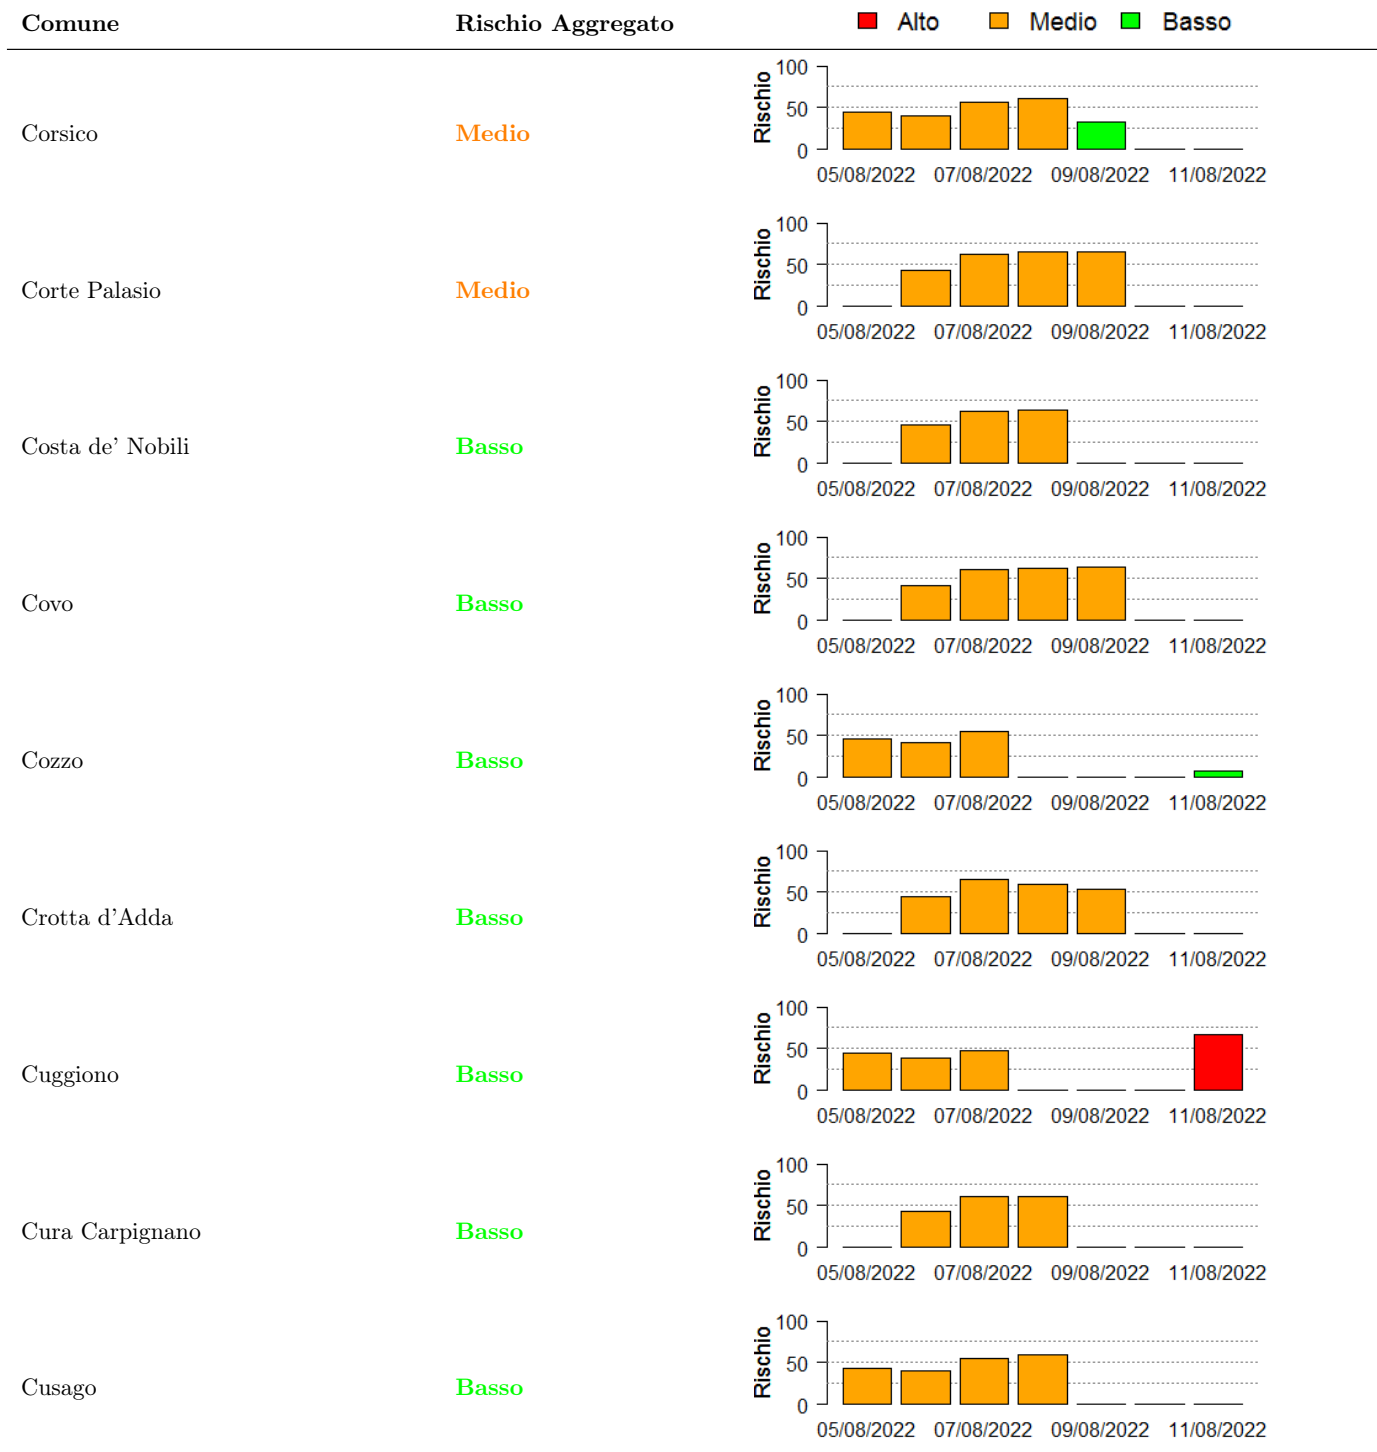 Comune Rischio Aggregato Alto Medio Basso
Corsico Medio Rischio 100 50 0
05/08/2022 07/08/2022 09/08/2022 11/08/2022
Corte Palasio Medio Rischio 100 50 0
05/08/2022 07/08/2022 09/08/2022 11/08/2022
Costa de' Nobili Basso Rischio 100 50 0
05/08/2022 07/08/2022 09/08/2022 11/08/2022
Covo Basso Rischio 100 50 0
05/08/2022 07/08/2022 09/08/2022 11/08/2022
Cozzo Basso Rischio 100 50 0
05/08/2022 07/08/2022 09/08/2022 11/08/2022
Crotta d'Adda Basso Rischio 100 50 0
05/08/2022 07/08/2022 09/08/2022 11/08/2022
Cuggiono Basso Rischio 100 50 0
05/08/2022 07/08/2022 09/08/2022 11/08/2022
Cura Carpignano Basso Rischio 100 50 0
05/08/2022 07/08/2022 09/08/2022 11/08/2022
Cusago Basso Rischio 100 50 0
05/08/2022 07/08/2022 09/08/2022 11/08/2022